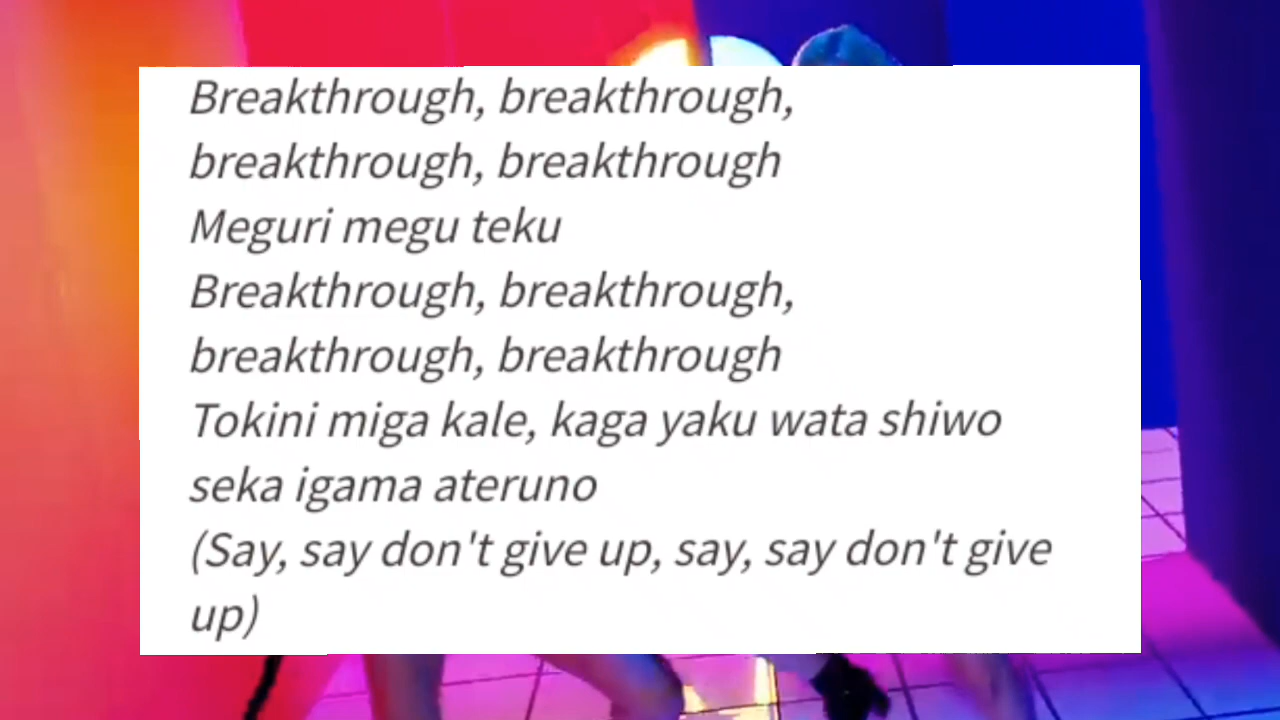 Breakthrough, breakthrough,
breakthrough, breakthrough
Meguri megu teku
Breakthrough, breakthrough,
breakthrough, breakthrough
Tokini miga kale, kaga yaku wata shiwo
seka igama ateruno
(Say, say don't give up, say, say don't give
up)